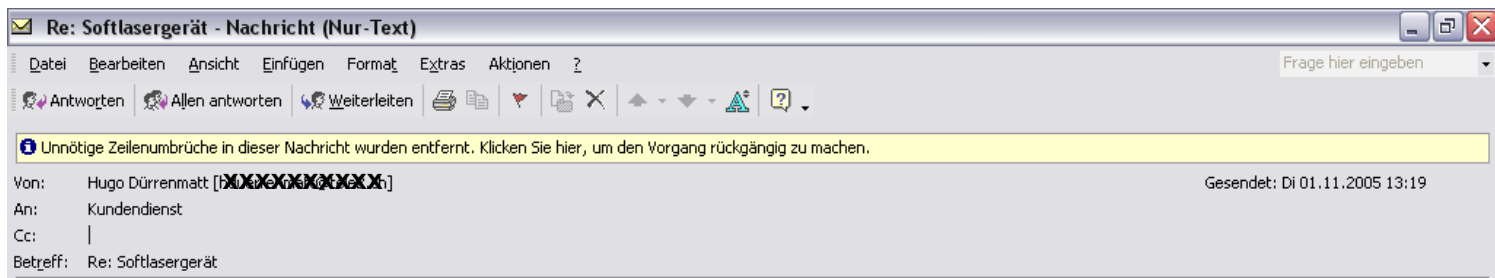 Re: Softlasergerät - Nachricht (Nur-Text)
Datei Bearbeiten Ansicht Einfügen Format Extras Aktionen ?
Frage hier eingeben
Antworten Allen antworten Weiterleiten
Unnötige Zeilenumbrüche in dieser Nachricht wurden entfernt. Klicken Sie hier, um den Vorgang rückgängig zu machen.
Von: Hugo Dürrenmatt Gesendet: Di 01.11.2005 13:19
An: Kundendienst
Cc:
Betreff: Re: Softlasergerät